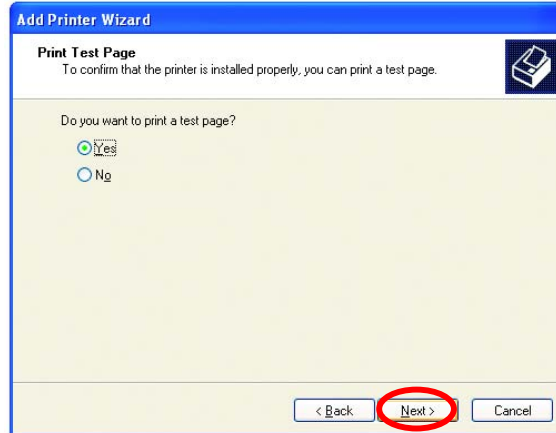 Add Printer Wizard
Print Test Page
To confirm that the printer is installed properly, you can print a test page.
Do you want to print a test page?
Yes
No
< Back Next > Cancel